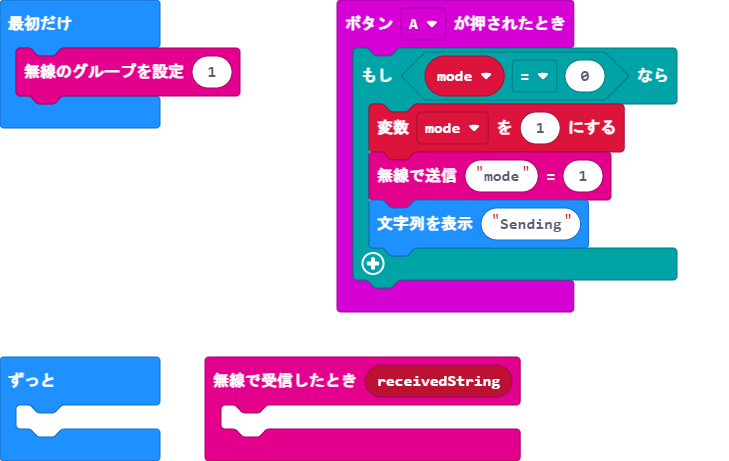 最初だけ
無線のグループを設定 1
ボタン A が押されたとき
もし mode = 0 なら
変数 mode を 1 にする
無線で送信 "mode" = 1
文字列を表示 "Sending"
ずっと
無線で受信したとき receivedString